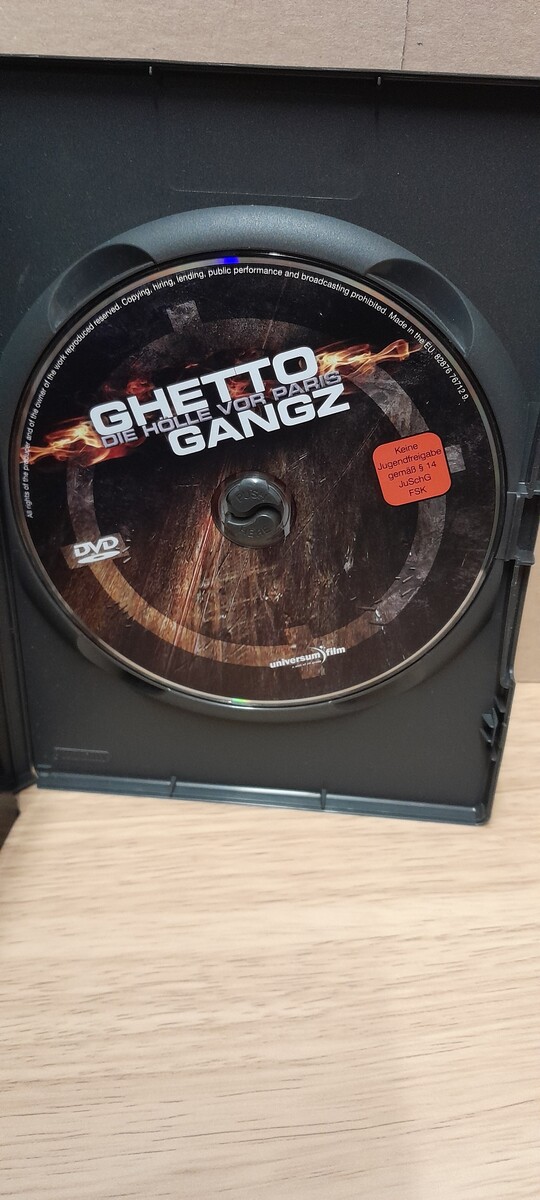 All rights of the producer and of the owner of the work reproduced reserved. Copying, hiring, lending, public performance and broadcasting prohibited. Made in the EU. 82876 76712 9.
GHETTO
DIE HÖLLE VOR PARIS
GANGZ
Keine
Jugendfreigabe
gemäß § 14
JuSchG
FSK
DVD
universum film